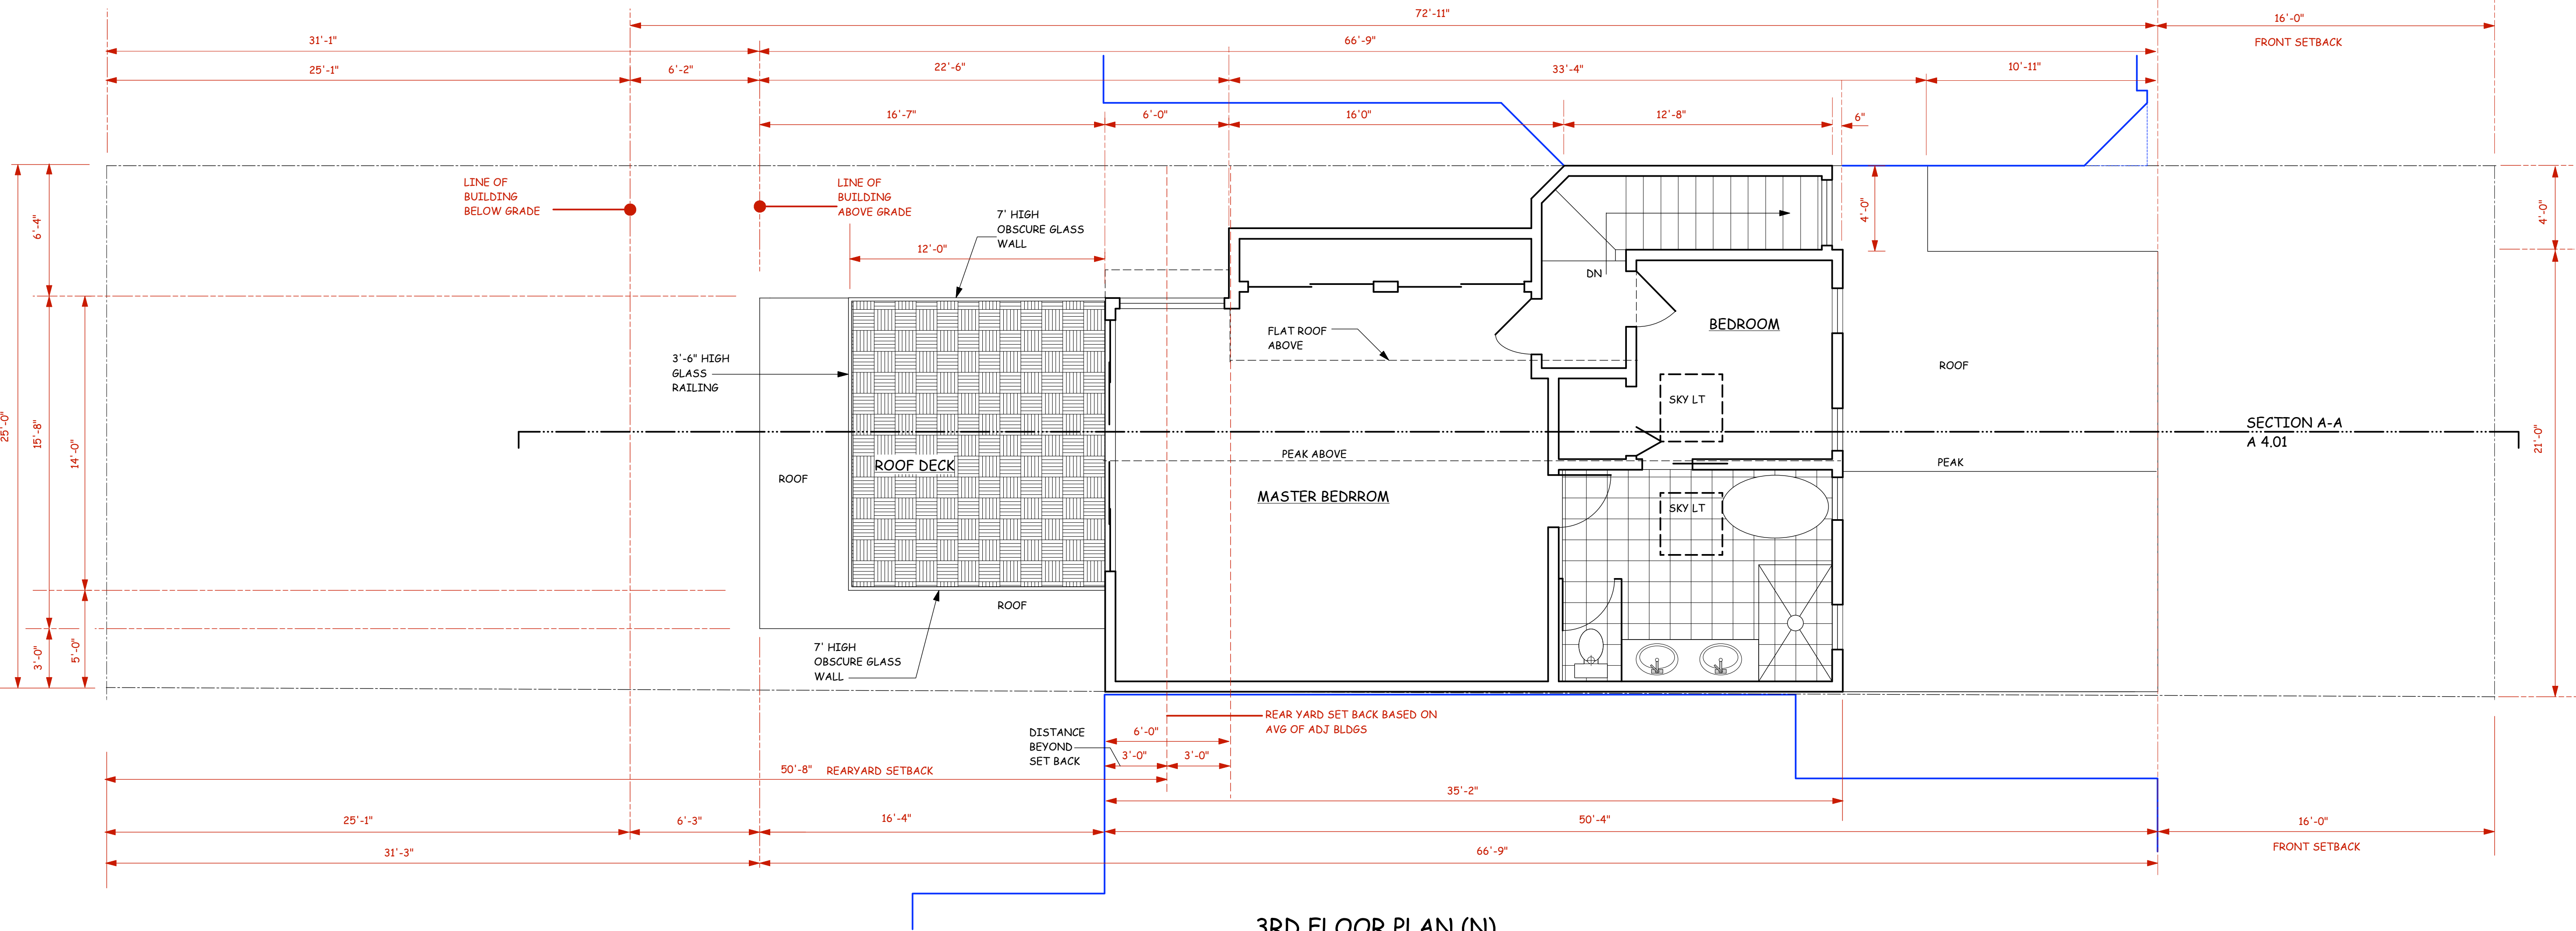 72'-11"
16'-0"
31'-1"
66'-9"
FRONT SETBACK
25'-1"
6'-2"
22'-6"
33'-4"
10'-11"
16'-7"
6'-0"
16'0"
12'-8"
6"
LINE OF
BUILDING
BELOW GRADE
LINE OF
BUILDING
ABOVE GRADE
7' HIGH
OBSCURE GLASS
WALL
6'-4"
4'-0"
4'-0"
12'-0"
DN
BEDROOM
FLAT ROOF
ABOVE
3'-6" HIGH
GLASS
RAILING
ROOF
SKY LT
25'-0"
15'-8"
14'-0"
SECTION A-A
A 4.01
21'-0"
PEAK ABOVE
PEAK
ROOF DECK
ROOF
MASTER BEDRROM
SKY LT
ROOF
3'-0"
5'-0"
7' HIGH
OBSCURE GLASS
WALL
REAR YARD SET BACK BASED ON
AVG OF ADJ BLDGS
DISTANCE
BEYOND
SET BACK
6'-0"
3'-0"
3'-0"
50'-8" REARYARD SETBACK
35'-2"
25'-1"
6'-3"
16'-4"
50'-4"
16'-0"
31'-3"
66'-9"
FRONT SETBACK
3RD FLOOR PLAN (N)